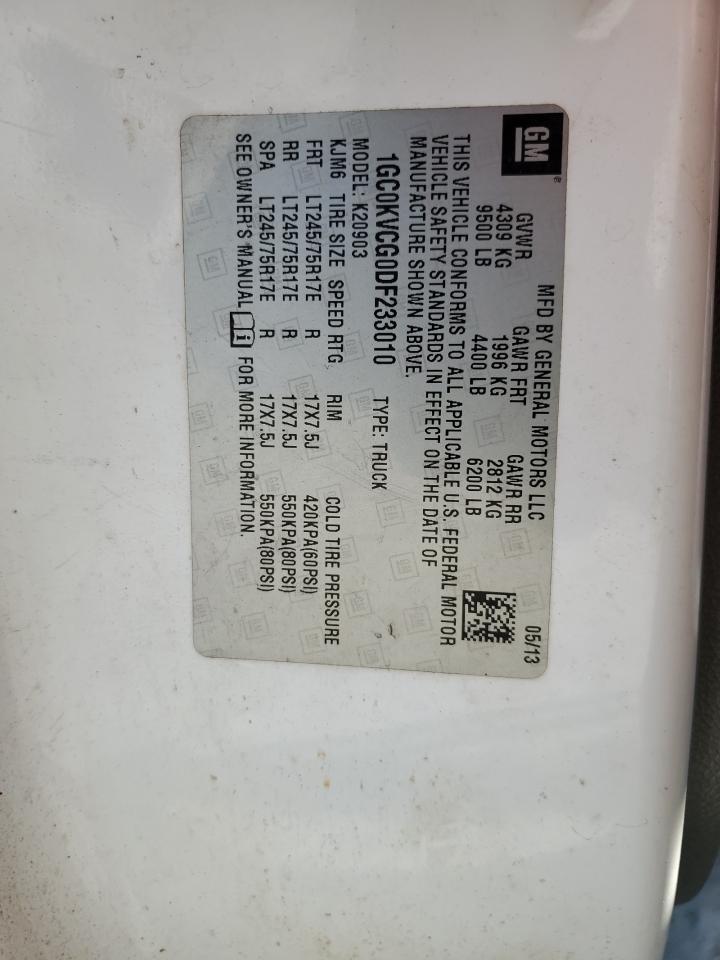 GM
MFD BY GENERAL MOTORS LLC 05/13
GVWR GAWR FRT GAWR RR
4309 KG 1996 KG 2812 KG
9500 LB 4400 LB 6200 LB
THIS VEHICLE CONFORMS TO ALL APPLICABLE U.S. FEDERAL MOTOR
VEHICLE SAFETY STANDARDS IN EFFECT ON THE DATE OF
MANUFACTURE SHOWN ABOVE.
1GC0KVCG0DF233010 TYPE: TRUCK
MODEL: K20903
KJM6 TIRE SIZE SPEED RTG RIM COLD TIRE PRESSURE
FRT LT245/75R17E R 17X7.5J 420KPA(60PSI)
RR LT245/75R17E R 17X7.5J 550KPA(80PSI)
SPA LT245/75R17E R 17X7.5J 550KPA(80PSI)
SEE OWNER'S MANUAL i FOR MORE INFORMATION.